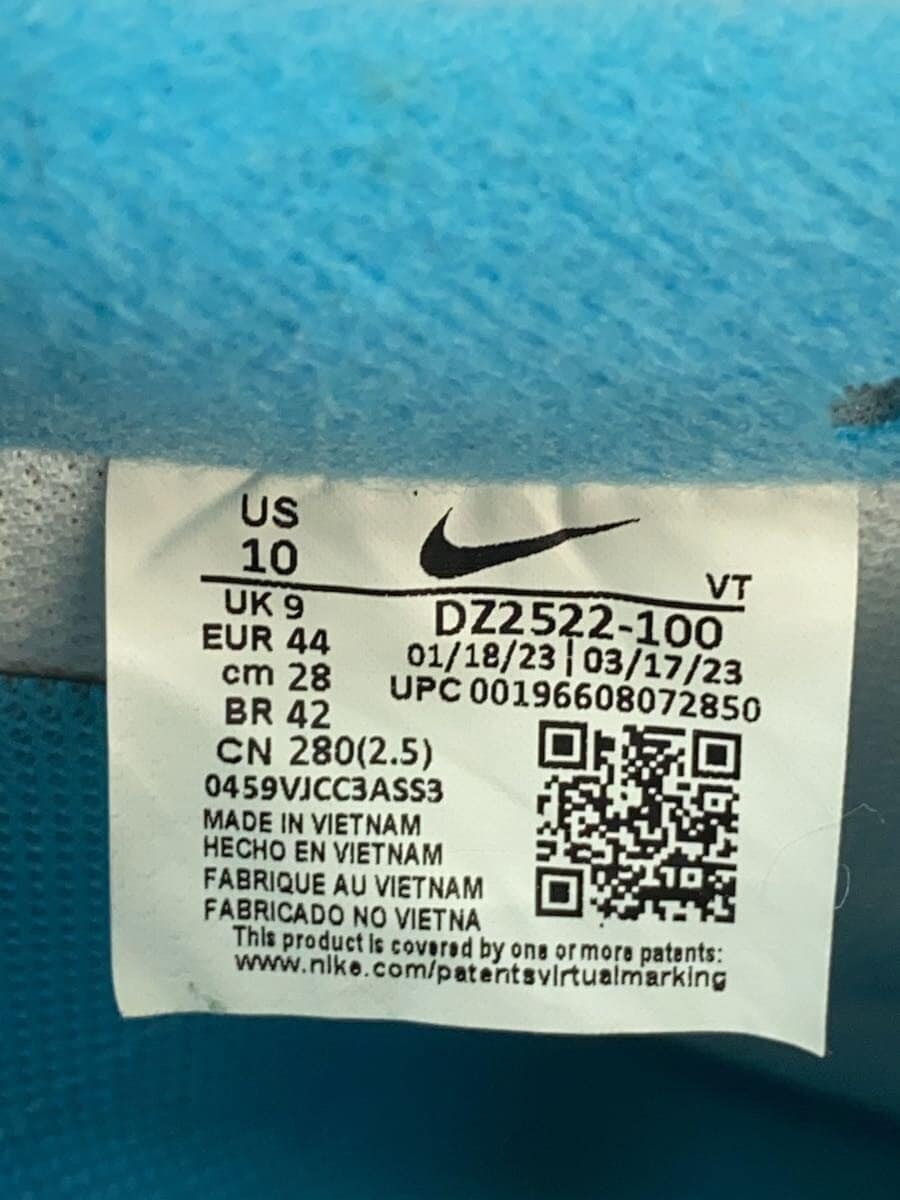 US
10
VT
UK 9
DZ2522-100
EUR 44
01/18/23 | 03/17/23
cm 28
UPC 00196608072850
BR 42
CN 280(2.5)
0459VJCC3ASS3
MADE IN VIETNAM
HECHO EN VIETNAM
FABRIQUE AU VIETNAM
FABRICADO NO VIETNA
This product is covered by one or more patents:
www.nike.com/patentsvirtualmarking